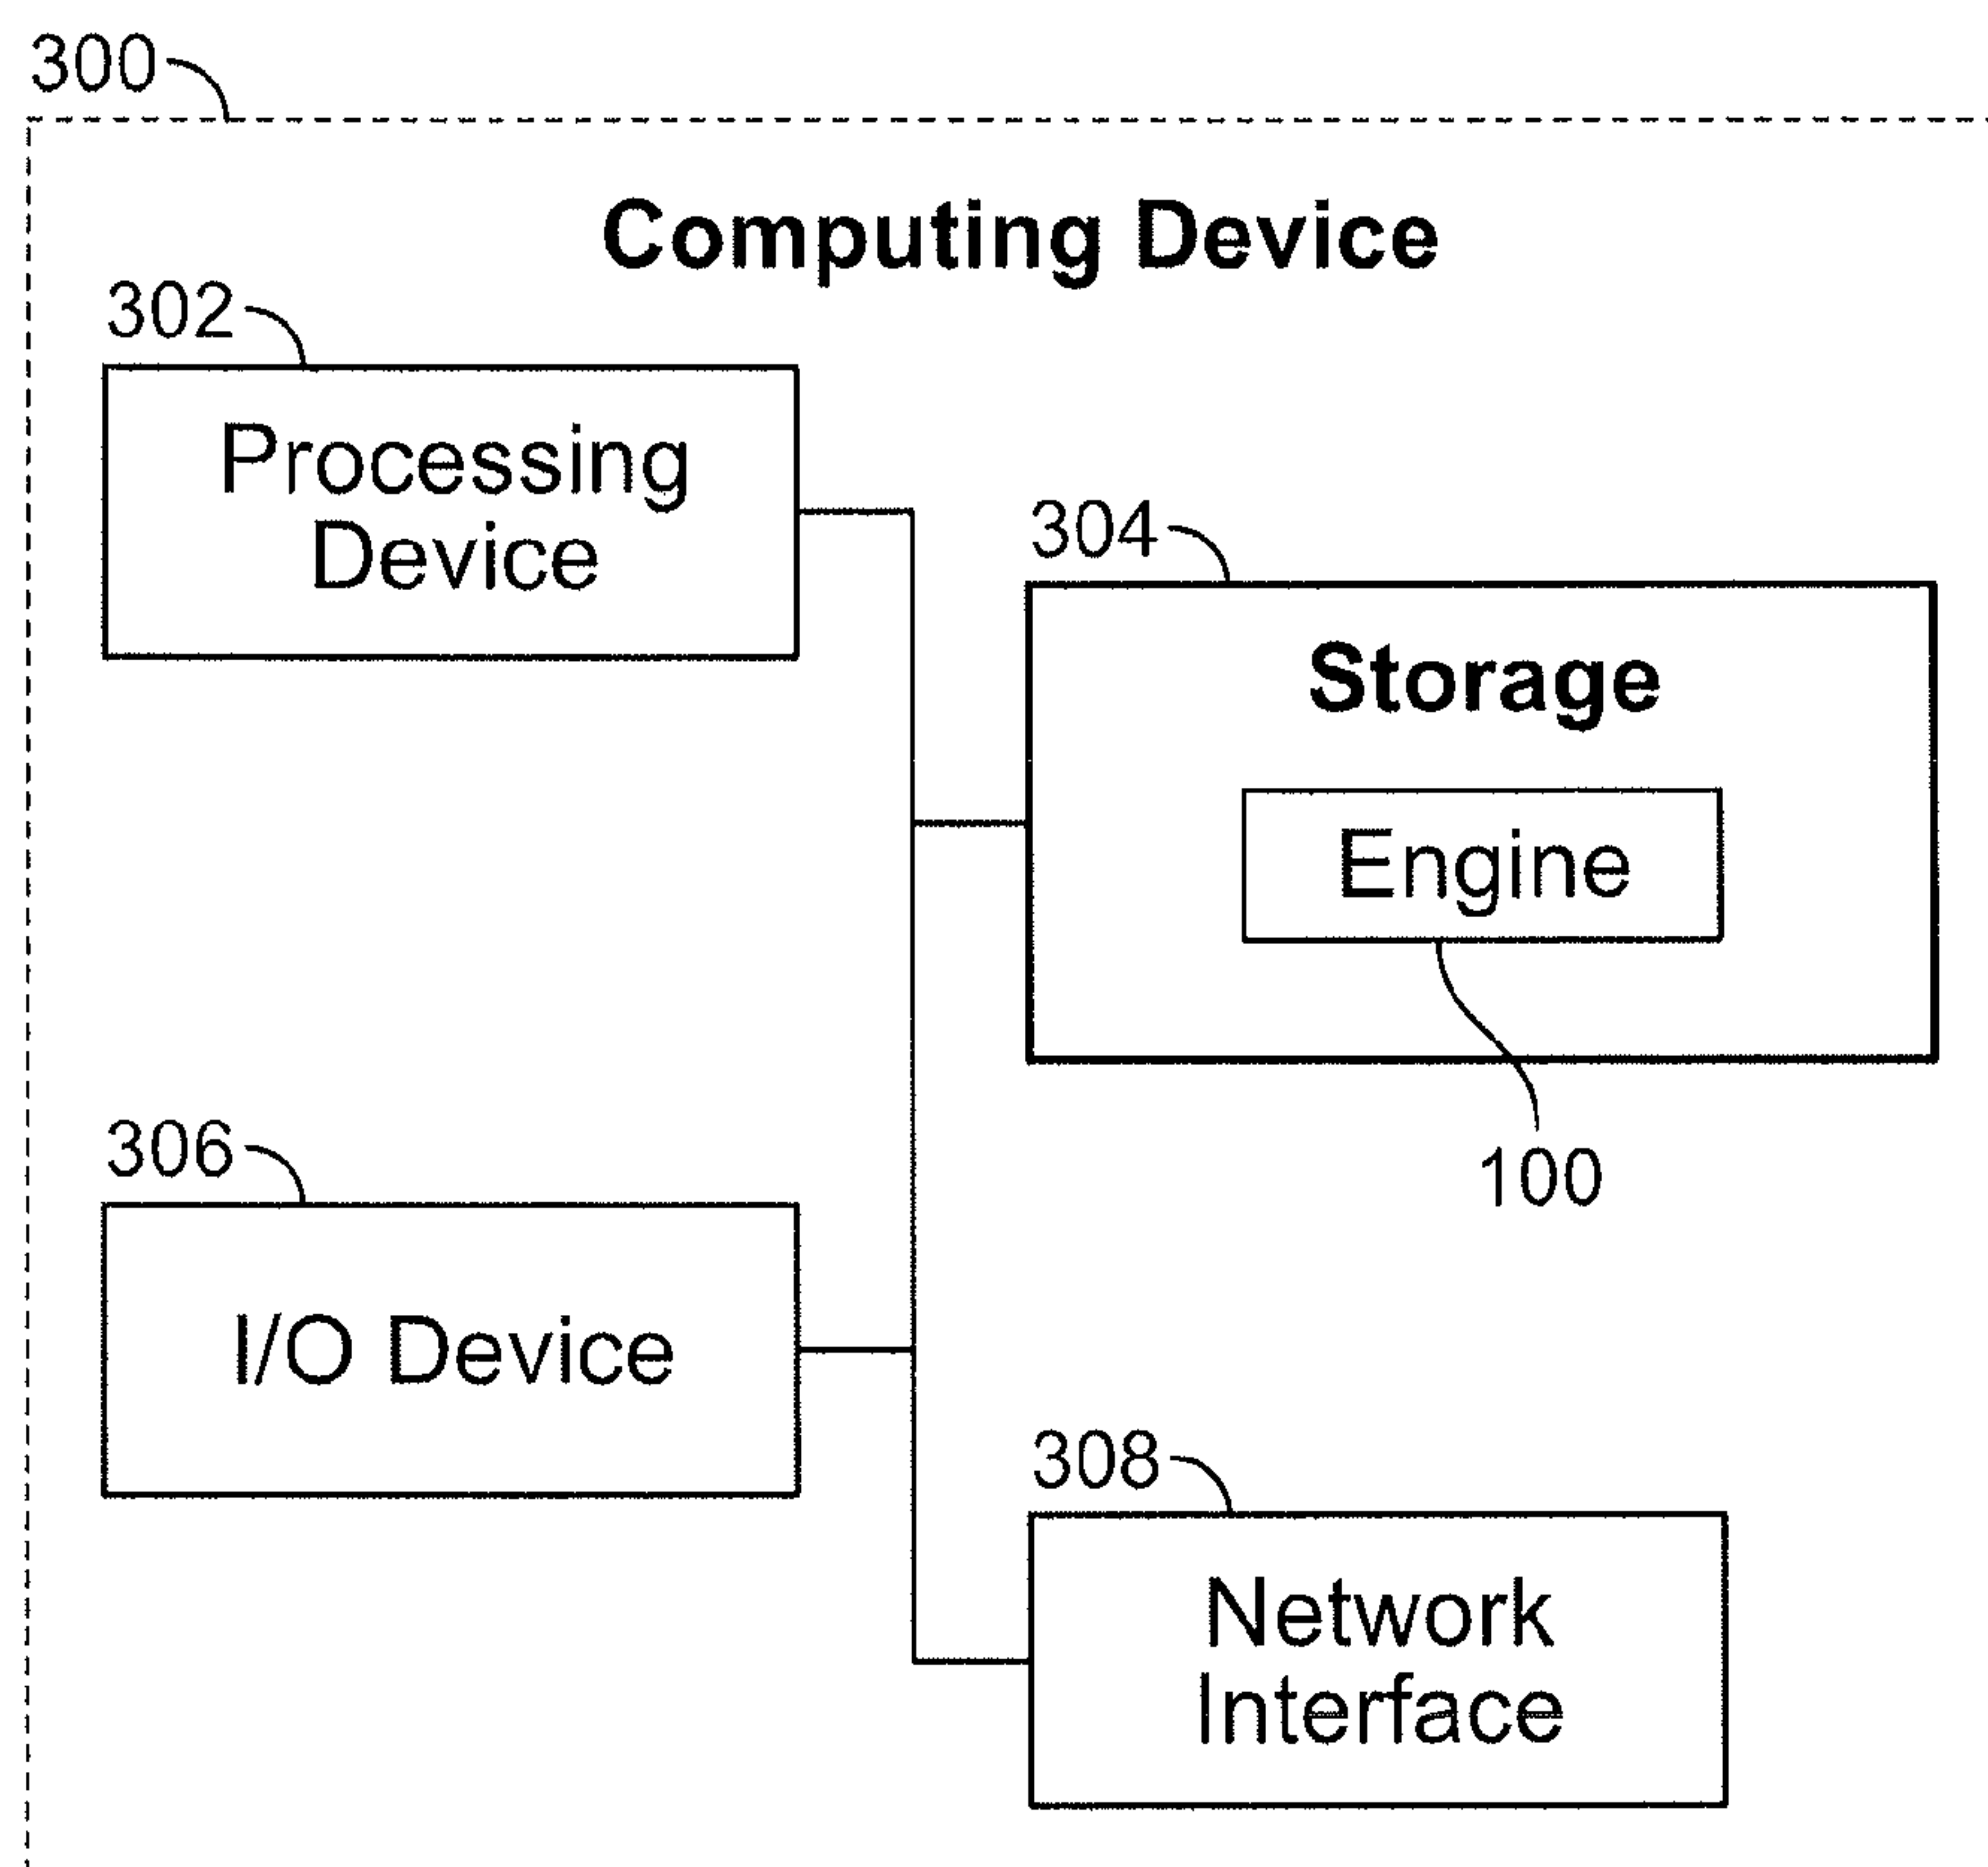 300
Computing Device
302
Processing
Device
304
Storage
Engine
100
306
I/O Device
308
Network
Interface